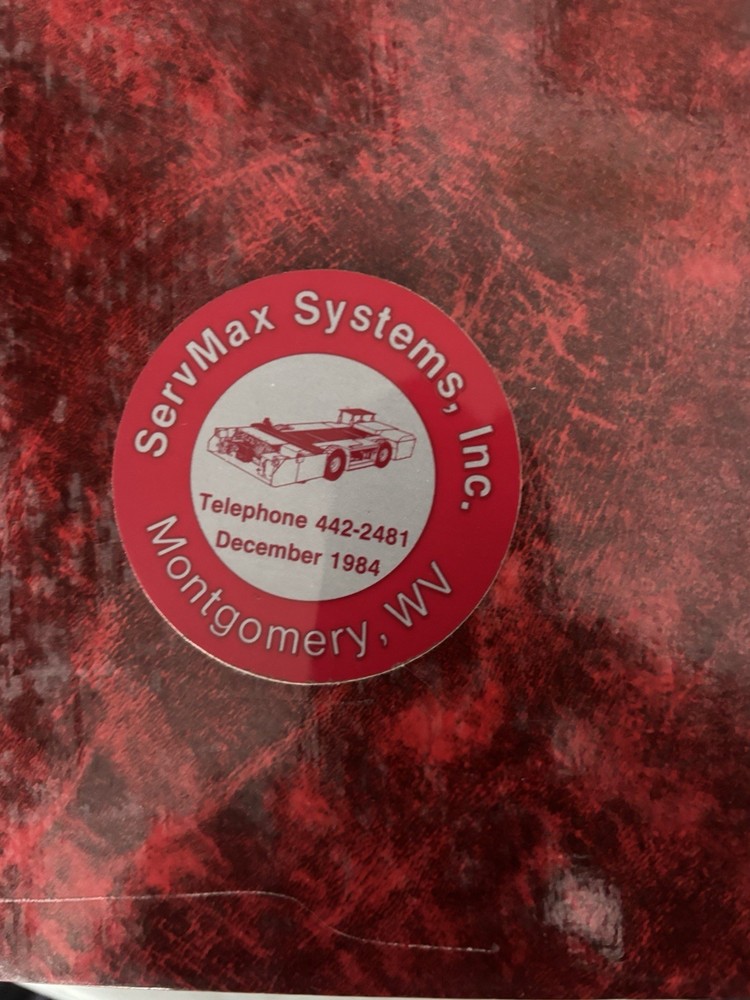 ServMax Systems, Inc.
Telephone 442-2481
December 1984
Montgomery, WV